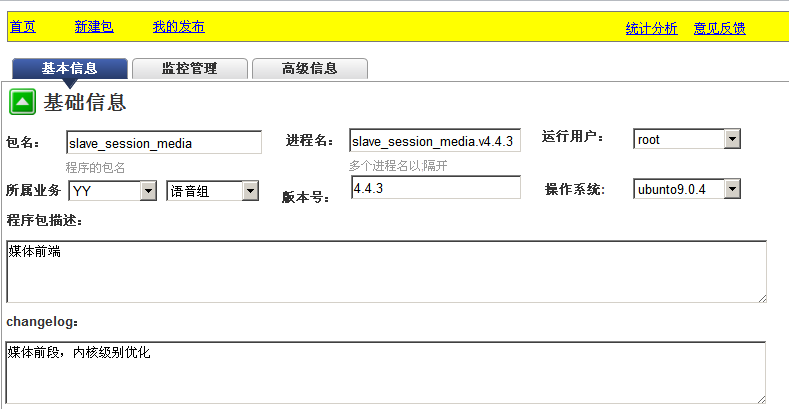 首页 新建包 我的发布 统计分析 意见反馈
基本信息 监控管理 高级信息
基础信息
包名： slave_session_media 进程名： slave_session_media.v4.4.3 运行用户： root
程序的包名 多个进程名以;隔开
所属业务 YY 语音组 版本号： 4.4.3 操作系统: ubunto9.0.4
程序包描述：
媒体前端
changelog：
媒体前段，内核级别优化